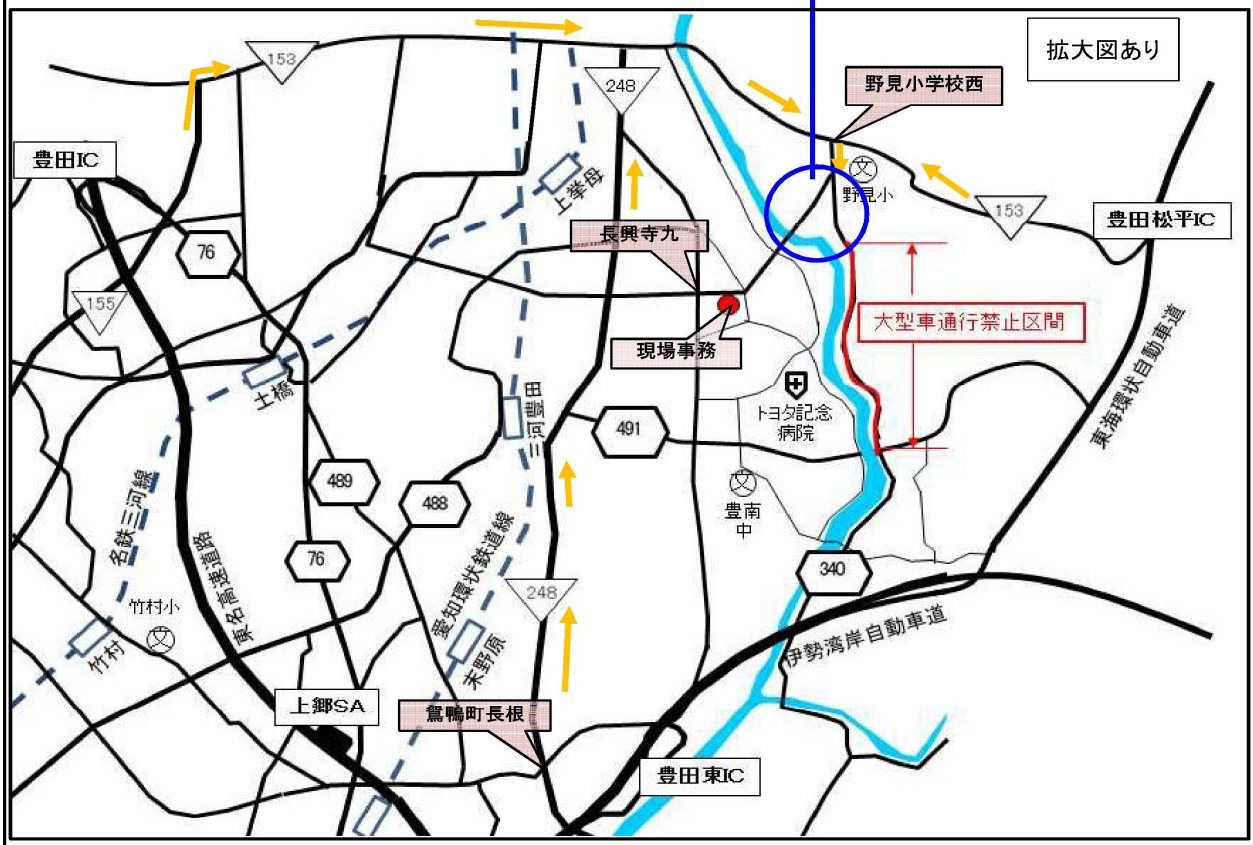 拡大図あり
153
248
野見小学校西
豊田IC
上挙母
文
野見小
153
豊田松平IC
76
長興寺九
155
大型車通行禁止区間
現場事務
東海環状自動車道
土橋
三河豊田
トヨタ記念
病院
491
489
488
文
豊南
中
名鉄三河線
東名高速道路
76
愛知環状鉄道線
248
340
竹村小
文
竹村
末野原
伊勢湾岸自動車道
上郷SA
鴛鴨町長根
豊田東IC